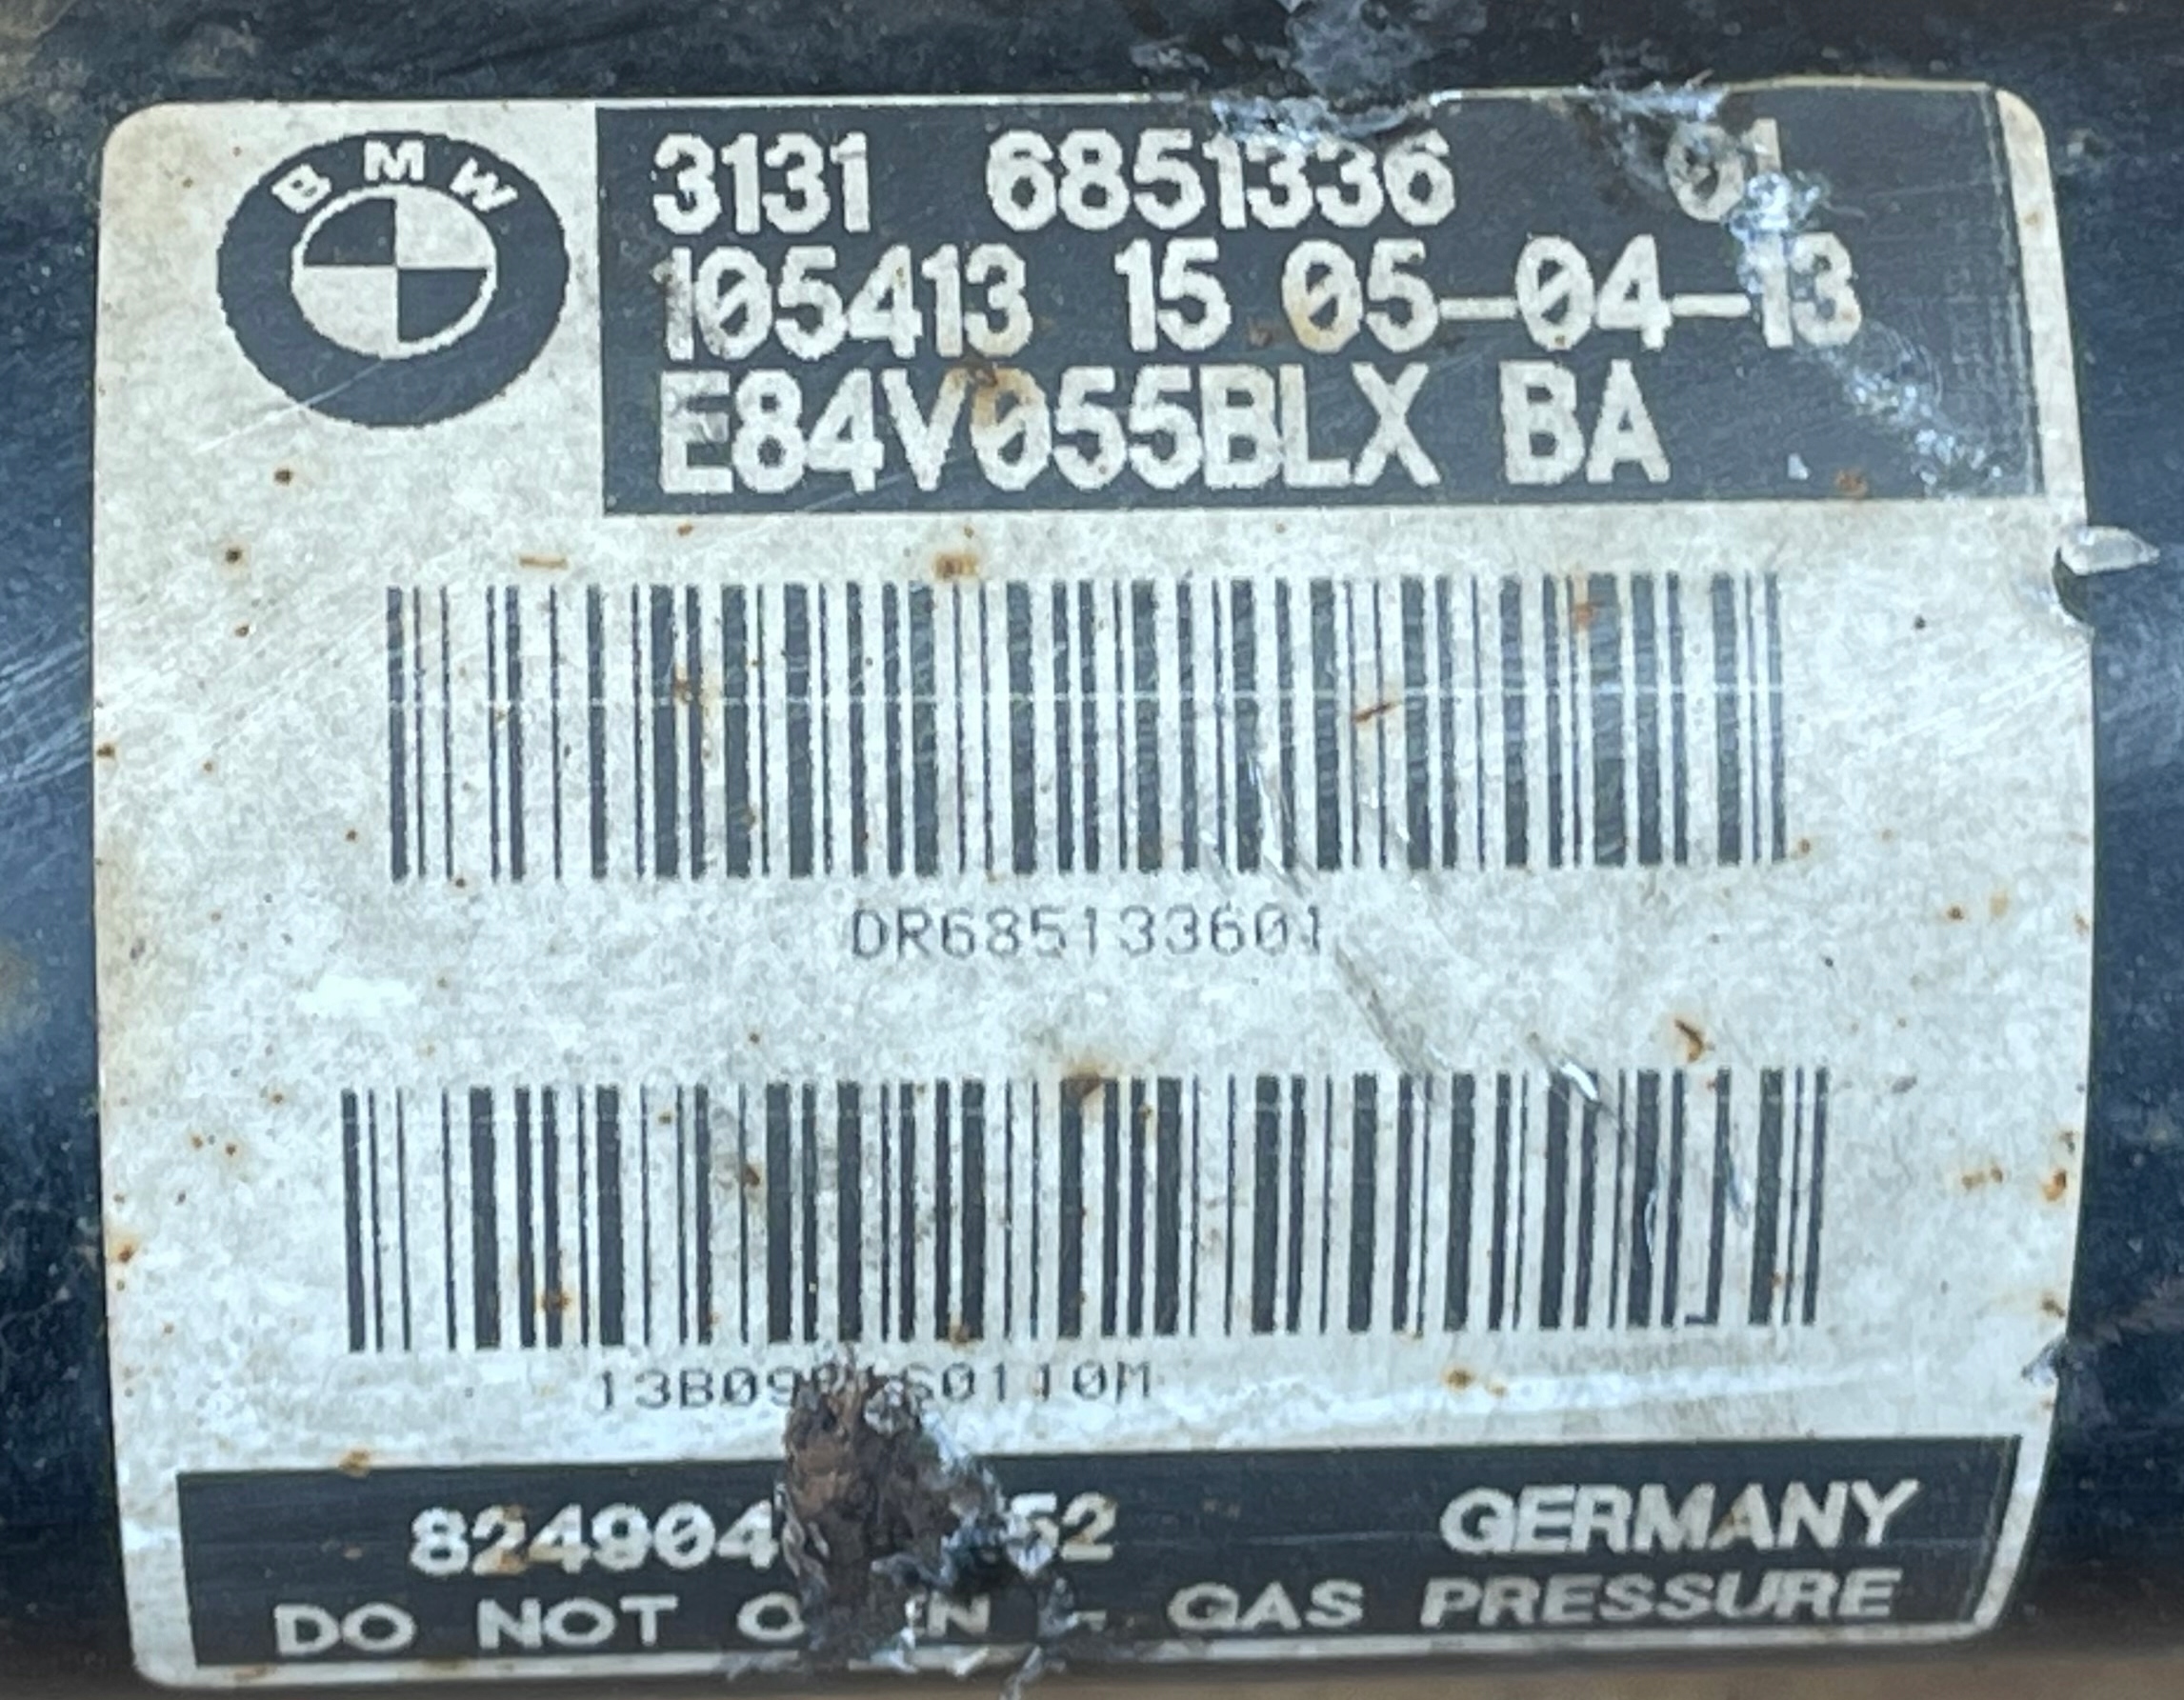 BMW
3131 6851336 01
105413 15 05-04-13
E84V055BLX BA
DR685133601
DO NOT - GAS PRESSURE
GERMANY